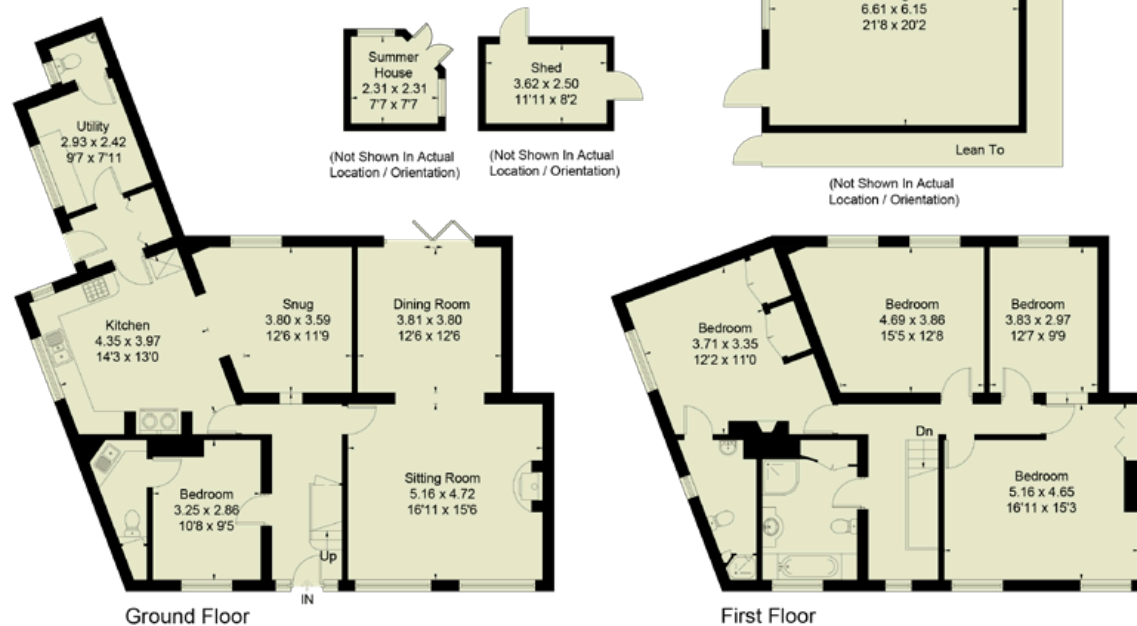 6.61 x 6.15
21'8 x 20'2
Summer
House
2.31 x 2.31
7'7 x 7'7
Shed
3.62 x 2.50
11'11 x 8'2
Utility
2.93 x 2.42
9'7 x 7'11
Lean To
(Not Shown In Actual
Location / Orientation)
(Not Shown In Actual
Location / Orientation)
(Not Shown In Actual
Location / Orientation)
Kitchen
4.35 x 3.97
14'3 x 13'0
Snug
3.80 x 3.59
12'6 x 11'9
Dining Room
3.81 x 3.80
12'6 x 12'6
Bedroom
3.71 x 3.35
12'2 x 11'0
Bedroom
4.69 x 3.86
15'5 x 12'8
Bedroom
3.83 x 2.97
12'7 x 9'9
Dn
Bedroom
3.25 x 2.86
10'8 x 9'5
Sitting Room
5.16 x 4.72
16'11 x 15'6
Bedroom
5.16 x 4.65
16'11 x 15'3
Up
IN
Ground Floor
First Floor